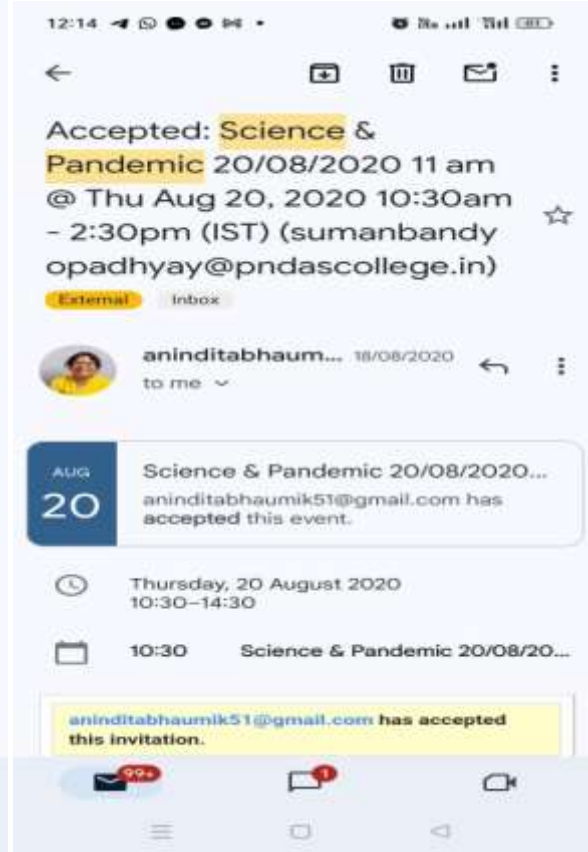 12:14
Accepted: Science &
Pandemic 20/08/2020 11 am
@ Thu Aug 20, 2020 10:30am
- 2:30pm (IST) (sumanbandy
opadhyay@pndascollege.in)
External Inbox
aninditabhaum... 18/08/2020
to me
AUG
20
Science & Pandemic 20/08/2020...
aninditabhaumik51@gmail.com has
accepted this event.
Thursday, 20 August 2020
10:30–14:30
10:30 Science & Pandemic 20/08/20...
aninditabhaumik51@gmail.com has accepted
this invitation.
99+
1